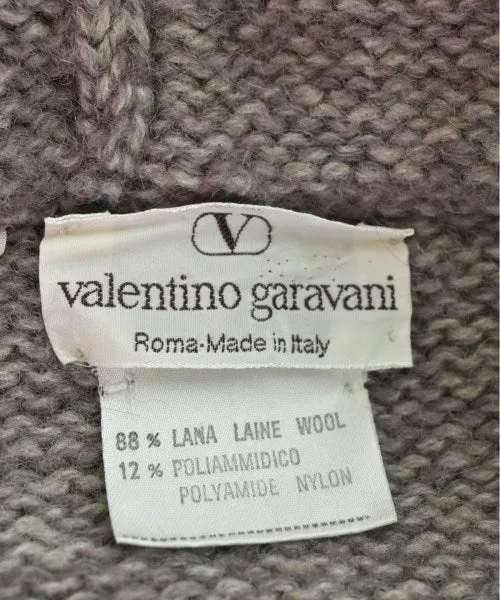 V
valentino garavani
Roma-Made in Italy
88 % LANA LAINE WOOL
12 % POLIAMMIDICO
POLYAMIDE NYLON